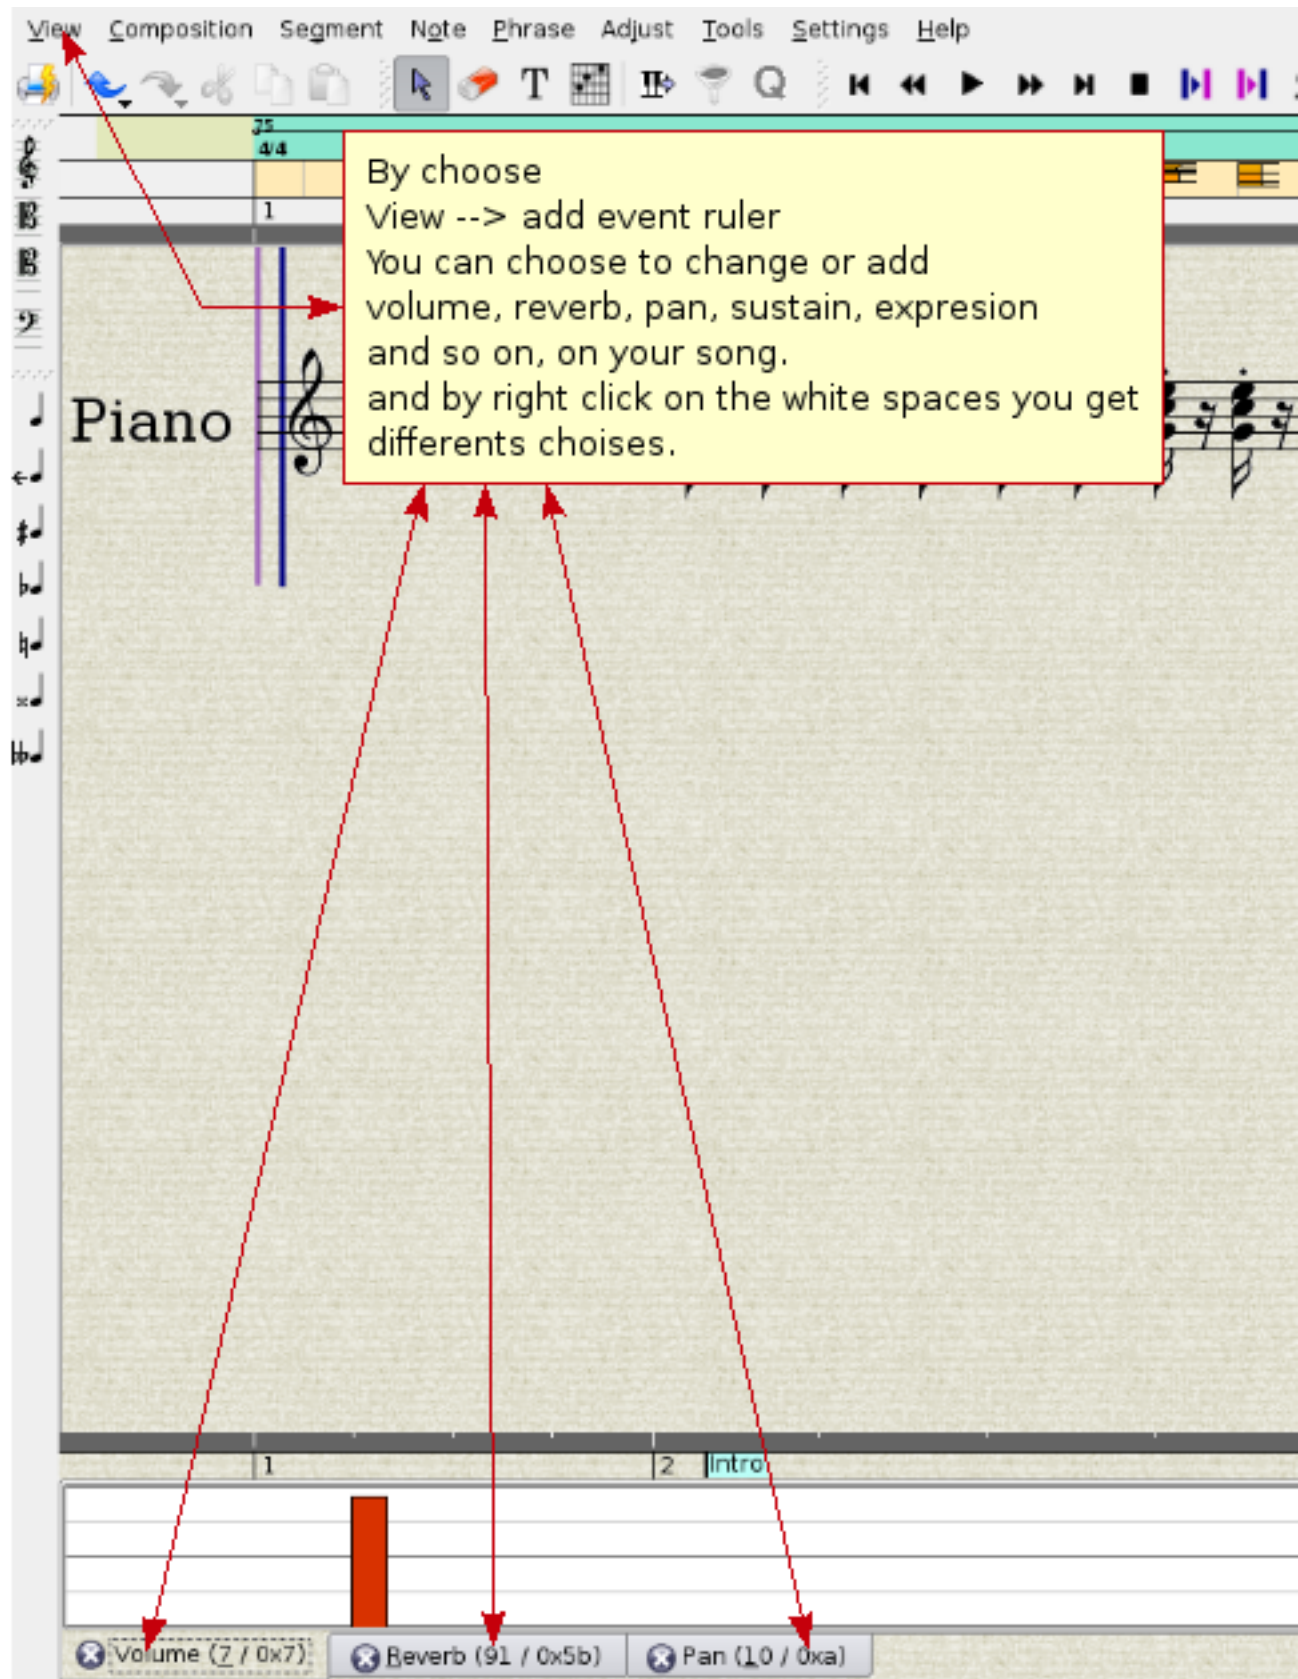 View Composition Segment Note Phrase Adjust Tools Settings Help
T Q
75
4/4
1
By choose
View --> add event ruler
You can choose to change or add
volume, reverb, pan, sustain, expresion
and so on, on your song.
and by right click on the white spaces you get
differents choises.
Piano
1 2 Intro
Volume (7 / 0x7) Reverb (91 / 0x5b) Pan (10 / 0xa)